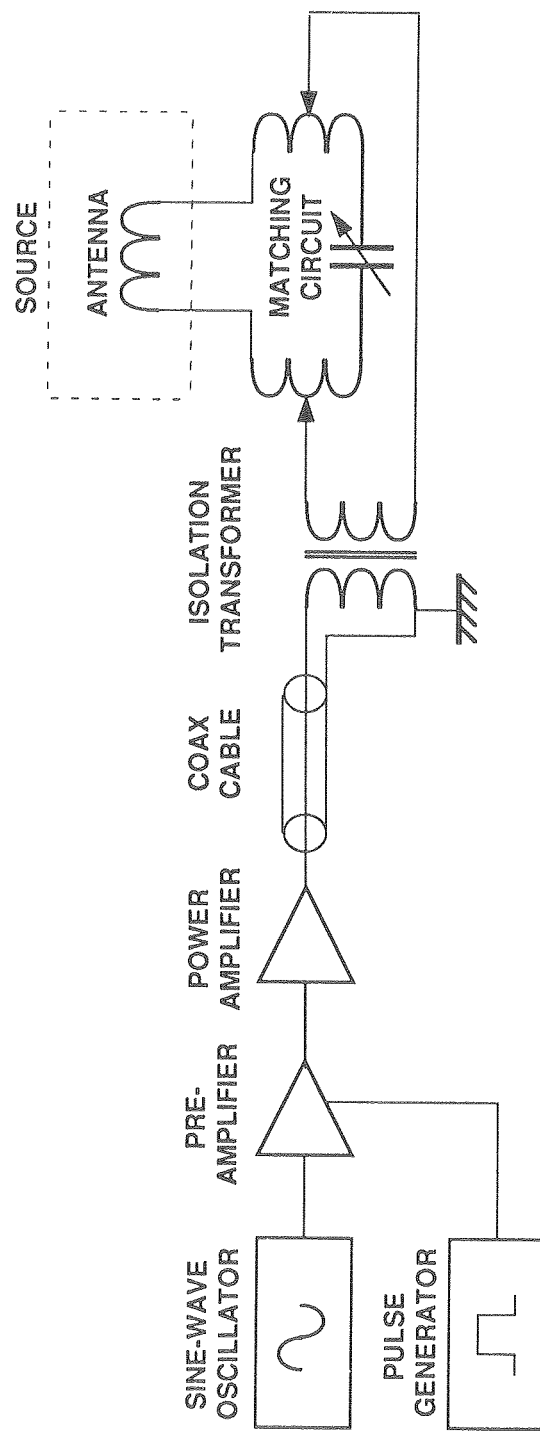 SOURCE
ANTENNA
MATCHING
CIRCUIT
ISOLATION
TRANSFORMER
COAX
CABLE
POWER
AMPLIFIER
PRE-
AMPLIFIER
SINE-WAVE
OSCILLATOR
PULSE
GENERATOR